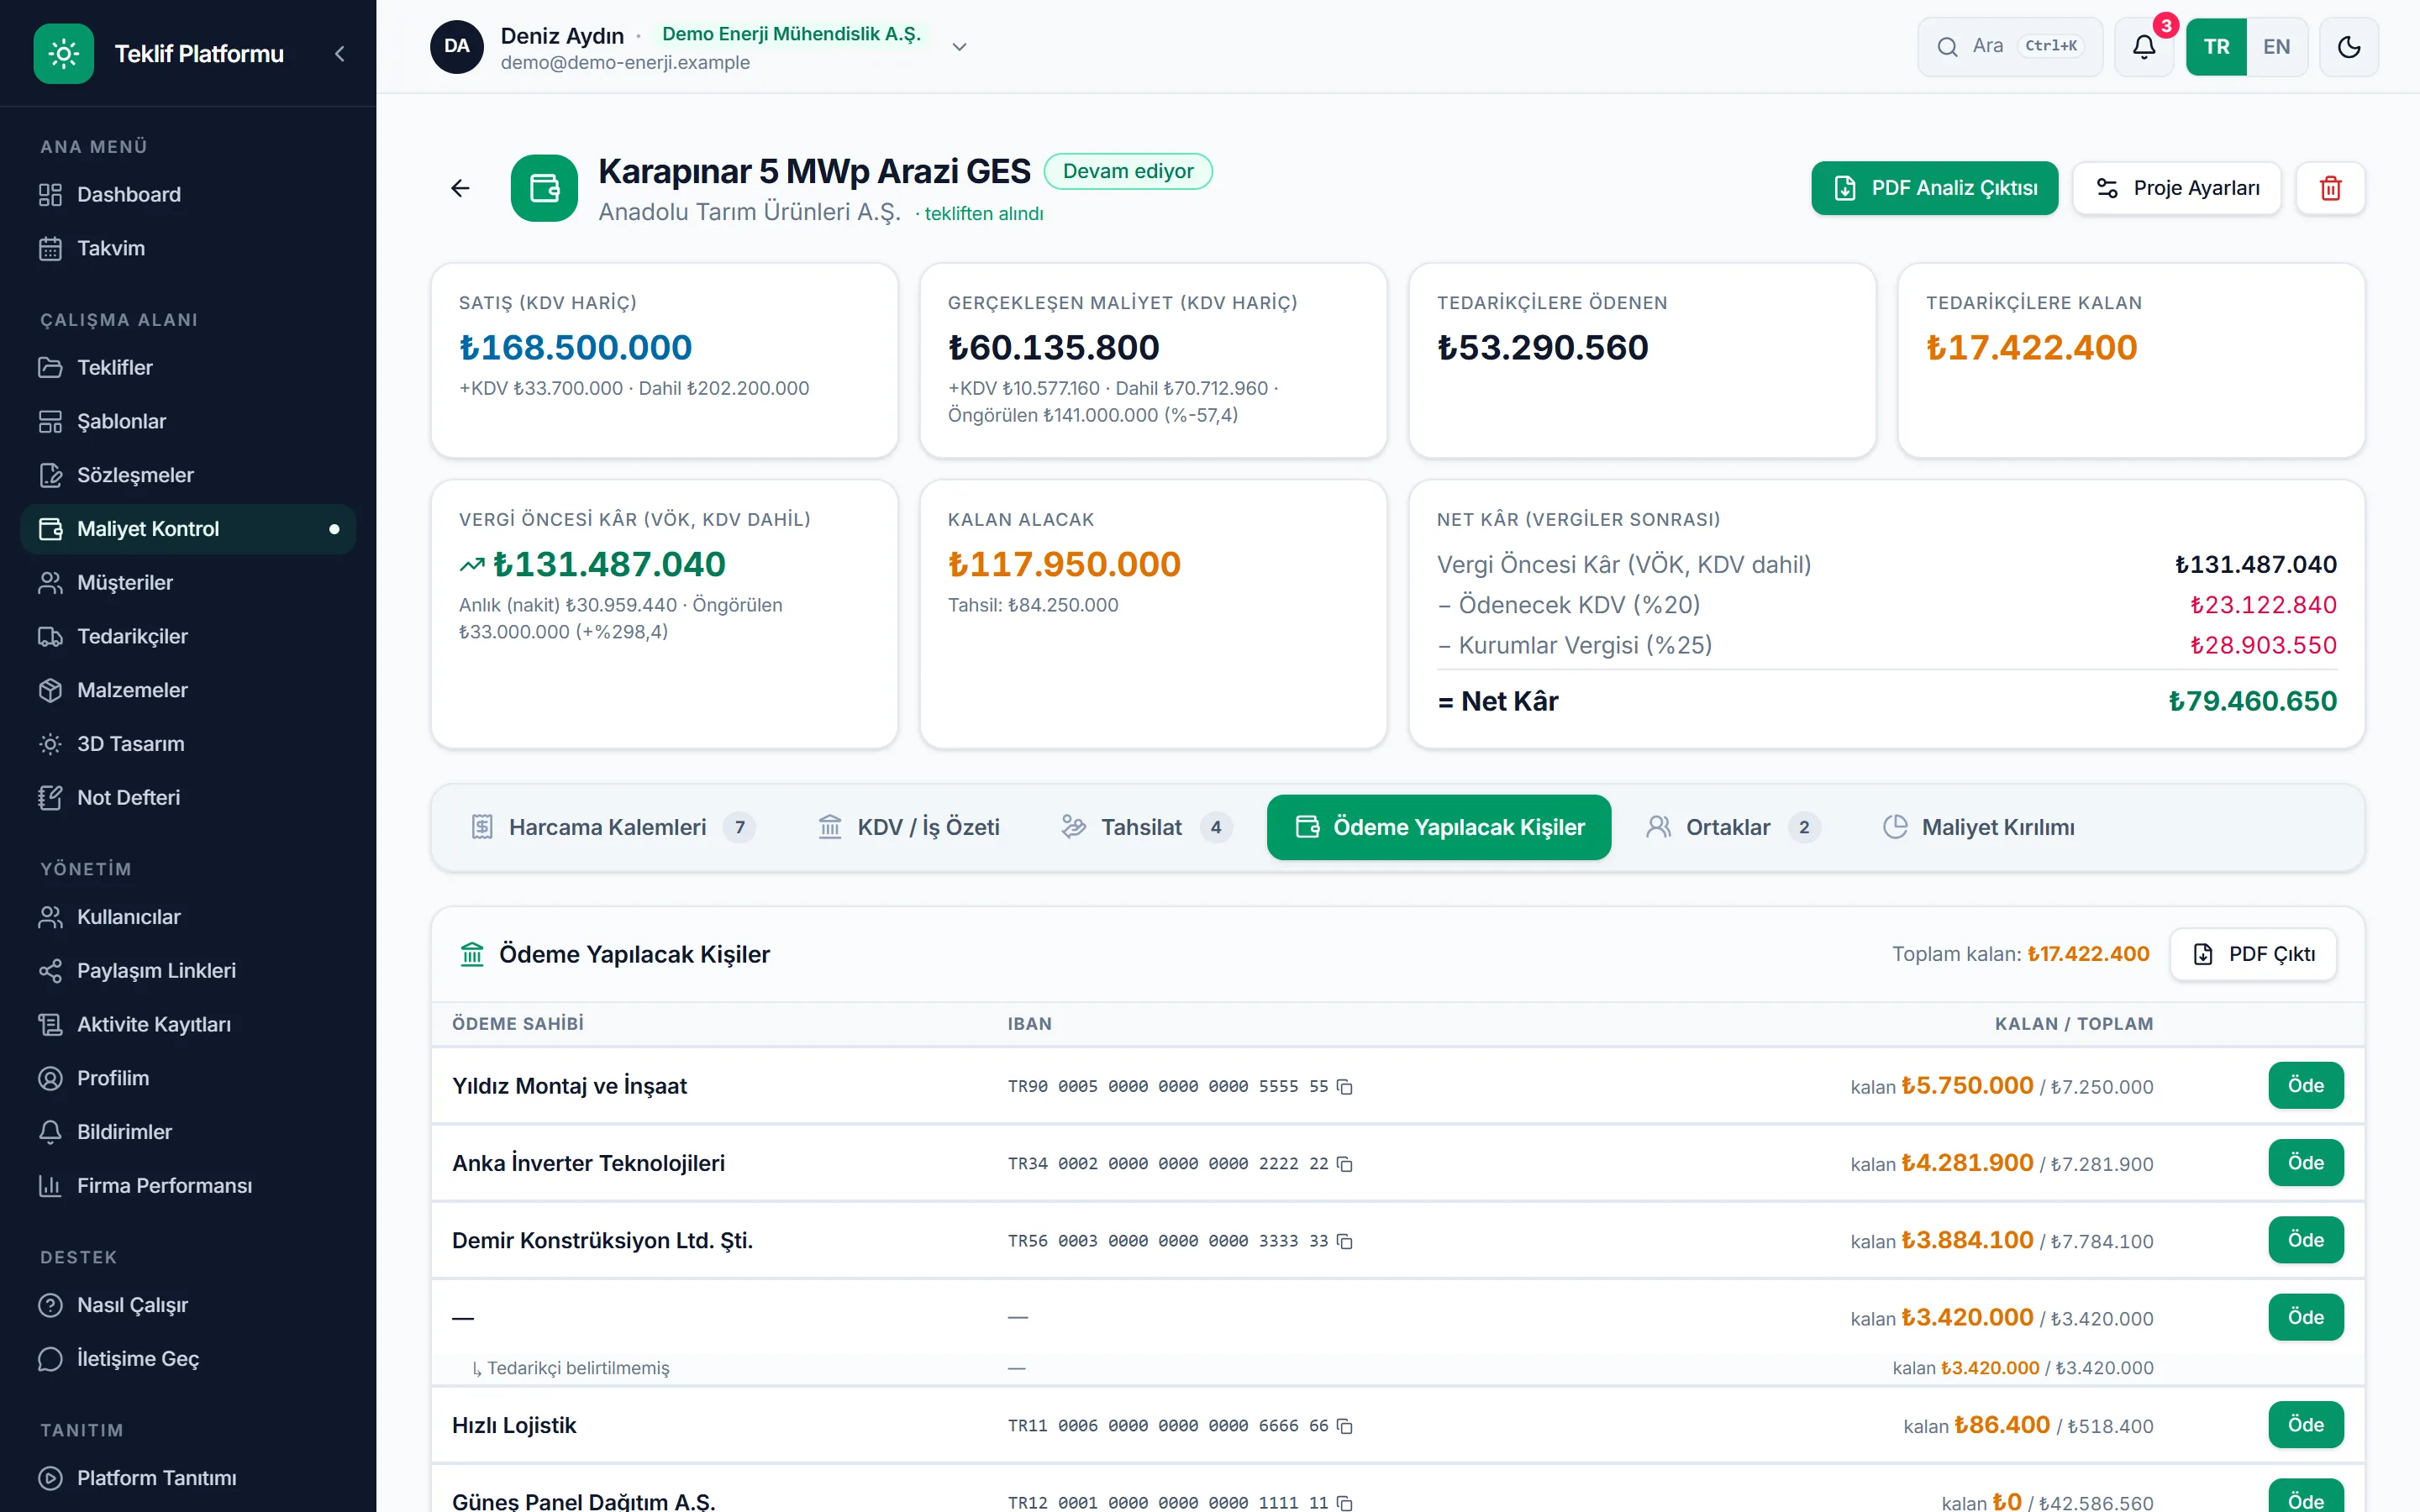 Teklif Platformu
ANA MENÜ
Dashboard
Takvim
ÇALIŞMA ALANI
Teklifler
Şablonlar
Sözleşmeler
Maliyet Kontrol
Müşteriler
Tedarikçiler
Malzemeler
3D Tasarım
Not Defteri
YÖNETİM
Kullanıcılar
Paylaşım Linkleri
Aktivite Kayıtları
Profilim
Bildirimler
Firma Performansı
DESTEK
Nasıl Çalışır
İletişime Geç
TANITIM
Platform Tanıtımı
DA
Deniz Aydın · Demo Enerji Mühendislik A.Ş.
demo@demo-enerji.example
Ara Ctrl+K
3
TR EN
Karapınar 5 MWp Arazi GES Devam ediyor
Anadolu Tarım Ürünleri A.Ş. · tekliften alındı
PDF Analiz Çıktısı
Proje Ayarları
SATIŞ (KDV HARİÇ)
₺168.500.000
+KDV ₺33.700.000 · Dahil ₺202.200.000
GERÇEKLEŞEN MALİYET (KDV HARİÇ)
₺60.135.800
+KDV ₺10.577.160 · Dahil ₺70.712.960 ·
Öngörülen ₺141.000.000 (%-57,4)
TEDARİKÇİLERE ÖDENEN
₺53.290.560
TEDARİKÇİLERE KALAN
₺17.422.400
VERGİ ÖNCESİ KÂR (VÖK, KDV DAHİL)
₺131.487.040
Anlık (nakit) ₺30.959.440 · Öngörülen
₺33.000.000 (+%298,4)
KALAN ALACAK
₺117.950.000
Tahsil: ₺84.250.000
NET KÂR (VERGİLER SONRASI)
Vergi Öncesi Kâr (VÖK, KDV dahil) ₺131.487.040
− Ödenecek KDV (%20) ₺23.122.840
− Kurumlar Vergisi (%25) ₺28.903.550
= Net Kâr ₺79.460.650
Harcama Kalemleri 7
KDV / İş Özeti
Tahsilat 4
Ödeme Yapılacak Kişiler
Ortaklar 2
Maliyet Kırılımı
Ödeme Yapılacak Kişiler
Toplam kalan: ₺17.422.400
PDF Çıktı
ÖDEME SAHİBİ IBAN KALAN / TOPLAM
Yıldız Montaj ve İnşaat TR90 0005 0000 0000 0000 5555 55 kalan ₺5.750.000 / ₺7.250.000 Öde
Anka İnverter Teknolojileri TR34 0002 0000 0000 0000 2222 22 kalan ₺4.281.900 / ₺7.281.900 Öde
Demir Konstrüksiyon Ltd. Şti. TR56 0003 0000 0000 0000 3333 33 kalan ₺3.884.100 / ₺7.784.100 Öde
— — kalan ₺3.420.000 / ₺3.420.000 Öde
↳ Tedarikçi belirtilmemiş — kalan ₺3.420.000 / ₺3.420.000
Hızlı Lojistik TR11 0006 0000 0000 0000 6666 66 kalan ₺86.400 / ₺518.400 Öde
Güneş Panel Dağıtım A.Ş. TR12 0001 0000 0000 0000 1111 11 kalan ₺0 / ₺42.586.560 Öde